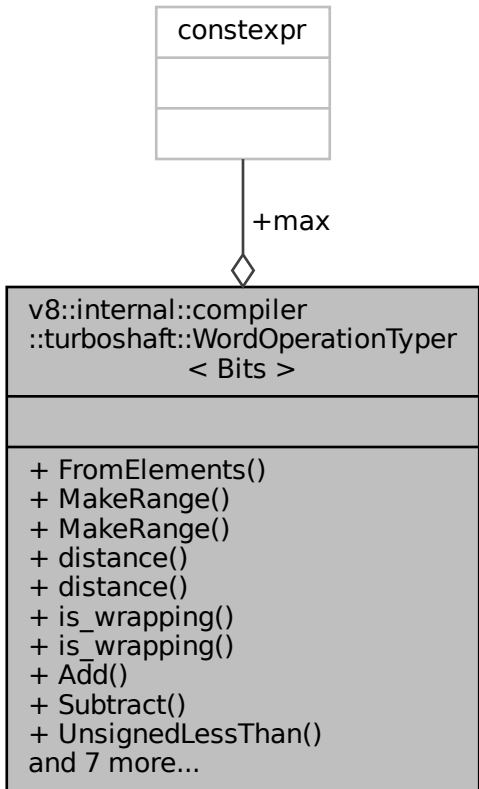 constexpr
+max
v8::internal::compiler
::turboshaft::WordOperationTyper
< Bits >
+ FromElements()
+ MakeRange()
+ MakeRange()
+ distance()
+ distance()
+ is_wrapping()
+ is_wrapping()
+ Add()
+ Subtract()
+ UnsignedLessThan()
and 7 more...